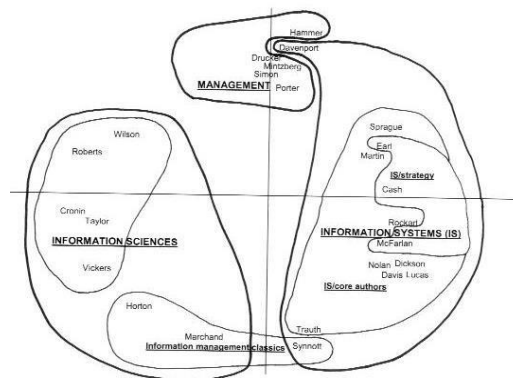 Hammer
Davenport
Drucker
Mintzberg
Simon
MANAGEMENT
Porter
Wilson
Roberts
Cronin
Taylor
INFORMATION SCIENCES
Vickers
Sprague
Earl
Martin
IS/strategy
Cash
Rockart
INFORMATION/SYSTEMS (IS)
McFarlan
Nolan Dickson
Davis Lucas
IS/core authors
Horton
Marchand
Information management classics
Trauth
Synnott